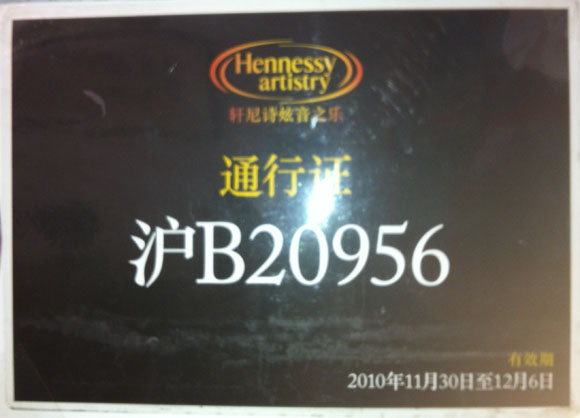 Hennessy
artistry
轩尼诗炫音之乐
通行证
沪B20956
有效期
2010年11月30日至12月6日